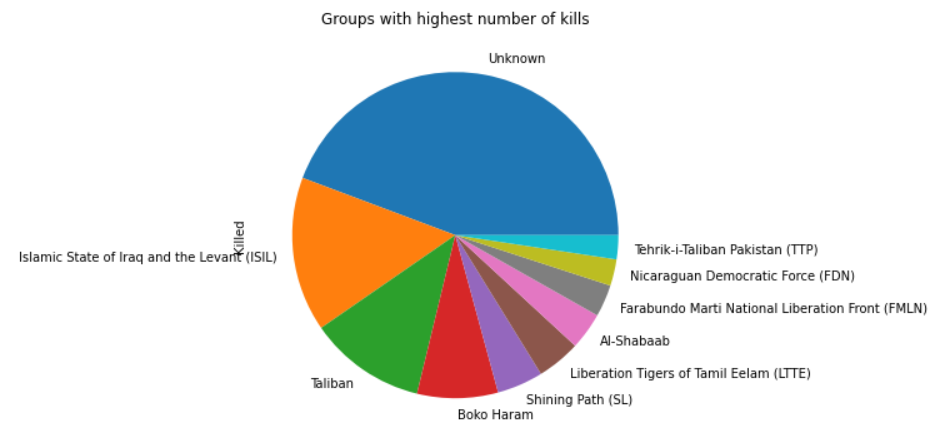 Groups with highest number of kills
Unknown
Killed
Islamic State of Iraq and the Levant (ISIL)
Tehrik-i-Taliban Pakistan (TTP)
Nicaraguan Democratic Force (FDN)
Farabundo Marti National Liberation Front (FMLN)
Al-Shabaab
Liberation Tigers of Tamil Eelam (LTTE)
Taliban
Shining Path (SL)
Boko Haram